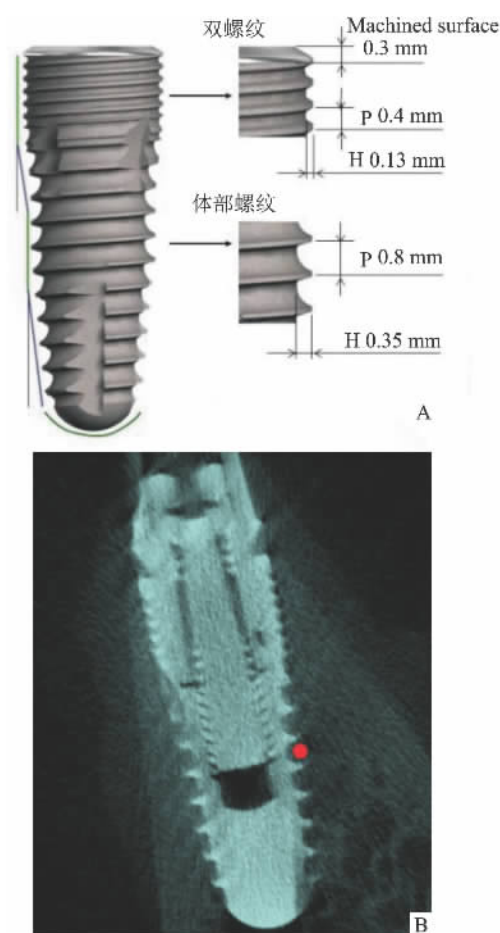 双螺纹
Machined surface
0.3 mm
P 0.4 mm
H 0.13 mm
体部螺纹
P 0.8 mm
H 0.35 mm
A
B